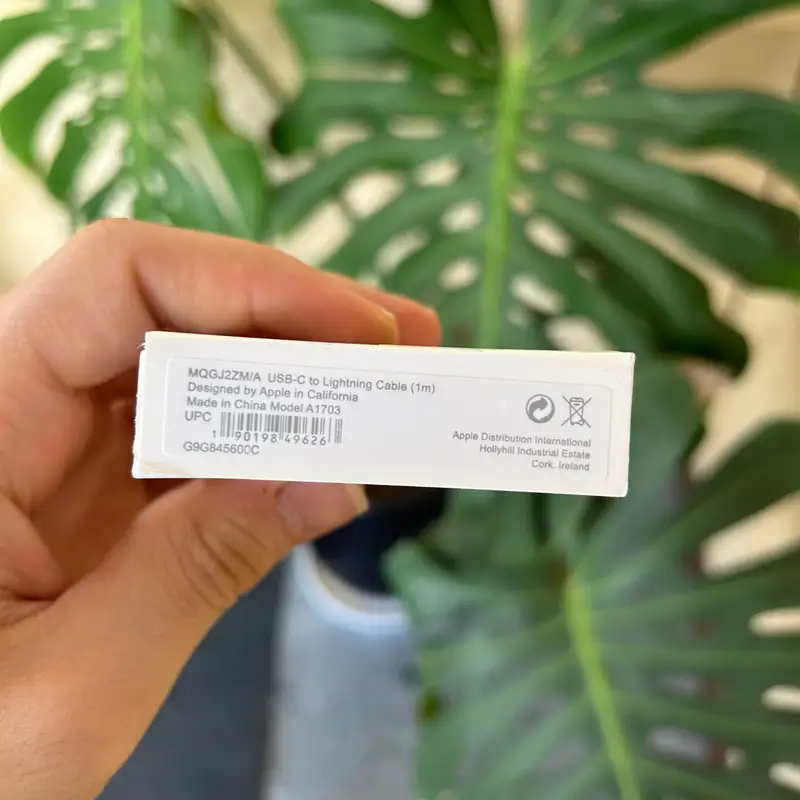 MQGJ2ZM/A USB-C to Lightning Cable (1m)
Designed by Apple in California
Made in China Model A1703
UPC
1 90198 49626
G9G845600C
Apple Distribution International
Hollyhill Industrial Estate
Cork, Ireland